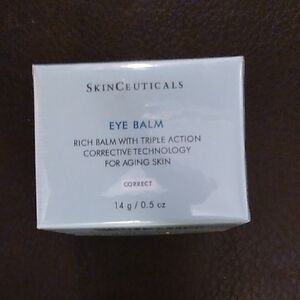 SKINCEUTICALS
EYE BALM
RICH BALM WITH TRIPLE ACTION
CORRECTIVE TECHNOLOGY
FOR AGING SKIN
CORRECT
14 g / 0.5 oz